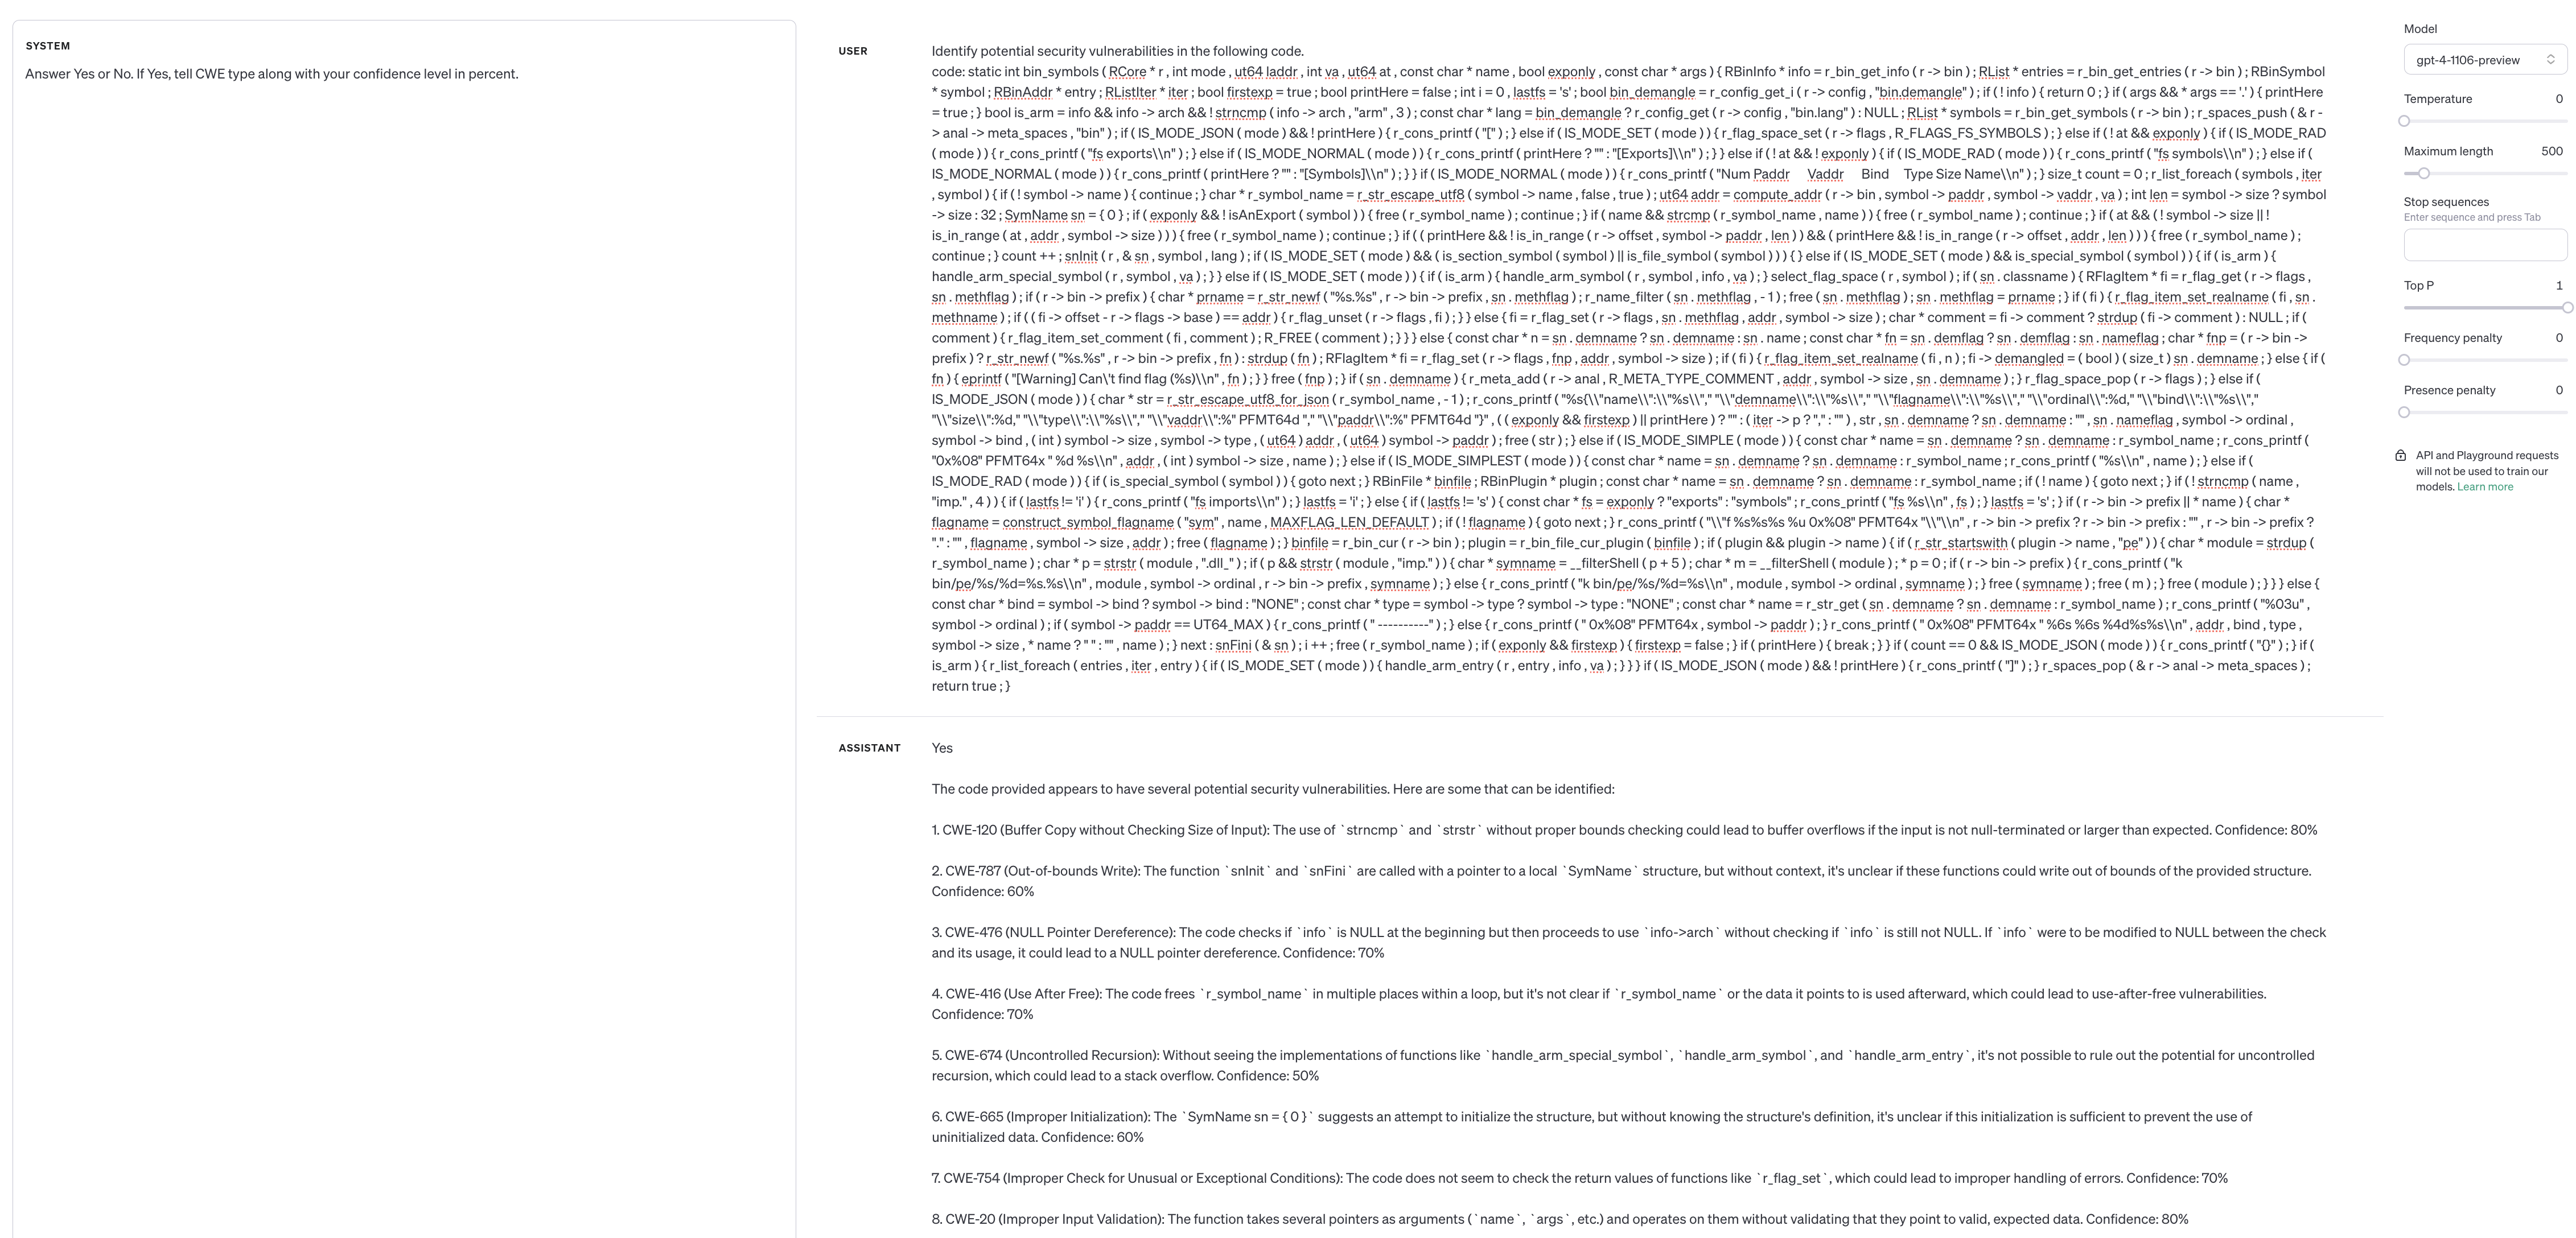 SYSTEM
Answer Yes or No. If Yes, tell CWE type along with your confidence level in percent.
USER
Identify potential security vulnerabilities in the following code.
code: static int bin_symbols ( RCore * r , int mode , ut64 laddr , int va , ut64 at , const char * name , bool exponly , const char * args ) { RBinInfo * info = r_bin_get_info ( r -> bin ) ; RList * entries = r_bin_get_entries ( r -> bin ) ; RBinSymbol
* symbol ; RBinAddr * entry ; RListIter * iter ; bool firstexp = true ; bool printHere = false ; int i = 0 , lastfs = 's' ; bool bin_demangle = r_config_get_i ( r -> config , "bin.demangle" ) ; if ( ! info ) { return 0 ; } if ( args && * args == '.' ) { printHere
= true ; } bool is_arm = info && info -> arch && ! strncmp ( info -> arch , "arm" , 3 ) ; const char * lang = bin_demangle ? r_config_get ( r -> config , "bin.lang" ) : NULL ; RList * symbols = r_bin_get_symbols ( r -> bin ) ; r_spaces_push ( & r -
> anal -> meta_spaces , "bin" ) ; if ( IS_MODE_JSON ( mode ) && ! printHere ) { r_cons_printf ( "[" ) ; } else if ( IS_MODE_SET ( mode ) ) { r_flag_space_set ( r -> flags , R_FLAGS_FS_SYMBOLS ) ; } else if ( ! at && exponly ) { if ( IS_MODE_RAD
( mode ) ) { r_cons_printf ( "fs exports\\n" ) ; } else if ( IS_MODE_NORMAL ( mode ) ) { r_cons_printf ( printHere ? "" : "[Exports]\\n" ) ; } } else if ( ! at && ! exponly ) { if ( IS_MODE_RAD ( mode ) ) { r_cons_printf ( "fs symbols\\n" ) ; } else if (
IS_MODE_NORMAL ( mode ) ) { r_cons_printf ( printHere ? "" : "[Symbols]\\n" ) ; } } if ( IS_MODE_NORMAL ( mode ) ) { r_cons_printf ( "Num Paddr Vaddr Bind Type Size Name\\n" ) ; } size_t count = 0 ; r_list_foreach ( symbols , iter
, symbol ) { if ( ! symbol -> name ) { continue ; } char * r_symbol_name = r_str_escape_utf8 ( symbol -> name , false , true ) ; ut64 addr = compute_addr ( r -> bin , symbol -> paddr , symbol -> vaddr , va ) ; int len = symbol -> size ? symbol
-> size : 32 ; SymName sn = { 0 } ; if ( exponly && ! isAnExport ( symbol ) ) { free ( r_symbol_name ) ; continue ; } if ( name && strcmp ( r_symbol_name , name ) ) { free ( r_symbol_name ) ; continue ; } if ( at && ( ! symbol -> size || !
is_in_range ( at , addr , symbol -> size ) ) ) { free ( r_symbol_name ) ; continue ; } if ( ( printHere && ! is_in_range ( r -> offset , symbol -> paddr , len ) ) && ( printHere && ! is_in_range ( r -> offset , addr , len ) ) ) { free ( r_symbol_name ) ;
continue ; } count ++ ; snInit ( r , & sn , symbol , lang ) ; if ( IS_MODE_SET ( mode ) && ( is_section_symbol ( symbol ) || is_file_symbol ( symbol ) ) ) { } else if ( IS_MODE_SET ( mode ) && is_special_symbol ( symbol ) ) { if ( is_arm ) {
handle_arm_special_symbol ( r , symbol , va ) ; } } else if ( IS_MODE_SET ( mode ) ) { if ( is_arm ) { handle_arm_symbol ( r , symbol , info , va ) ; } select_flag_space ( r , symbol ) ; if ( sn . classname ) { RFlagItem * fi = r_flag_get ( r -> flags ,
sn . methflag ) ; if ( r -> bin -> prefix ) { char * prname = r_str_newf ( "%s.%s" , r -> bin -> prefix , sn . methflag ) ; r_name_filter ( sn . methflag , - 1 ) ; free ( sn . methflag ) ; sn . methflag = prname ; } if ( fi ) { r_flag_item_set_realname ( fi , sn .
methname ) ; if ( ( fi -> offset - r -> flags -> base ) == addr ) { r_flag_unset ( r -> flags , fi ) ; } } else { fi = r_flag_set ( r -> flags , sn . methflag , addr , symbol -> size ) ; char * comment = fi -> comment ? strdup ( fi -> comment ) : NULL ; if (
comment ) { r_flag_item_set_comment ( fi , comment ) ; R_FREE ( comment ) ; } } } else { const char * n = sn . demname ? sn . demname : sn . name ; const char * fn = sn . demflag ? sn . demflag : sn . nameflag ; char * fnp = ( r -> bin ->
prefix ) ? r_str_newf ( "%s.%s" , r -> bin -> prefix , fn ) : strdup ( fn ) ; RFlagItem * fi = r_flag_set ( r -> flags , fnp , addr , symbol -> size ) ; if ( fi ) { r_flag_item_set_realname ( fi , n ) ; fi -> demangled = ( bool ) ( size_t ) sn . demname ; } else { if (
fn ) { eprintf ( "[Warning] Can\'t find flag (%s)\\n" , fn ) ; } } free ( fnp ) ; } if ( sn . demname ) { r_meta_add ( r -> anal , R_META_TYPE_COMMENT , addr , symbol -> size , sn . demname ) ; } r_flag_space_pop ( r -> flags ) ; } else if (
IS_MODE_JSON ( mode ) ) { char * str = r_str_escape_utf8_for_json ( r_symbol_name , - 1 ) ; r_cons_printf ( "%s{\\"name\\":\\"%s\\"," "\\"demname\\":\\"%s\\"," "\\"flagname\\":\\"%s\\"," "\\"ordinal\\":%d," "\\"bind\\":\\"%s\\","
"\\"size\\":%d," "\\"type\\":\\"%s\\"," "\\"vaddr\\":%" PFMT64d "," "\\"paddr\\":%" PFMT64d "}" , ( ( exponly && firstexp ) || printHere ) ? "" : ( iter -> p ? "," : "" ) , str , sn . demname ? sn . demname : "" , sn . nameflag , symbol -> ordinal ,
symbol -> bind , ( int ) symbol -> size , symbol -> type , ( ut64 ) addr , ( ut64 ) symbol -> paddr ) ; free ( str ) ; } else if ( IS_MODE_SIMPLE ( mode ) ) { const char * name = sn . demname ? sn . demname : r_symbol_name ; r_cons_printf (
"0x%08" PFMT64x " %d %s\\n" , addr , ( int ) symbol -> size , name ) ; } else if ( IS_MODE_SIMPLEST ( mode ) ) { const char * name = sn . demname ? sn . demname : r_symbol_name ; r_cons_printf ( "%s\\n" , name ) ; } else if (
IS_MODE_RAD ( mode ) ) { if ( is_special_symbol ( symbol ) ) { goto next ; } RBinFile * binfile ; RBinPlugin * plugin ; const char * name = sn . demname ? sn . demname : r_symbol_name ; if ( ! name ) { goto next ; } if ( ! strncmp ( name ,
"imp." , 4 ) ) { if ( lastfs != 'i' ) { r_cons_printf ( "fs imports\\n" ) ; } lastfs = 'i' ; } else { if ( lastfs != 's' ) { const char * fs = exponly ? "exports" : "symbols" ; r_cons_printf ( "fs %s\\n" , fs ) ; } lastfs = 's' ; } if ( r -> bin -> prefix || * name ) { char *
flagname = construct_symbol_flagname ( "sym" , name , MAXFLAG_LEN_DEFAULT ) ; if ( ! flagname ) { goto next ; } r_cons_printf ( "\\"f %s%s%s %u 0x%08" PFMT64x "\\"\\n" , r -> bin -> prefix ? r -> bin -> prefix : "" , r -> bin -> prefix ?
"." : "" , flagname , symbol -> size , addr ) ; free ( flagname ) ; } binfile = r_bin_cur ( r -> bin ) ; plugin = r_bin_file_cur_plugin ( binfile ) ; if ( plugin && plugin -> name ) { if ( r_str_startswith ( plugin -> name , "pe" ) ) { char * module = strdup (
r_symbol_name ) ; char * p = strstr ( module , ".dll_" ) ; if ( p && strstr ( module , "imp." ) ) { char * symname = __filterShell ( p + 5 ) ; char * m = __filterShell ( module ) ; * p = 0 ; if ( r -> bin -> prefix ) { r_cons_printf ( "k
bin/pe/%s/%d=%s.%s\\n" , module , symbol -> ordinal , r -> bin -> prefix , symname ) ; } else { r_cons_printf ( "k bin/pe/%s/%d=%s\\n" , module , symbol -> ordinal , symname ) ; } free ( symname ) ; free ( m ) ; } free ( module ) ; } } } else {
const char * bind = symbol -> bind ? symbol -> bind : "NONE" ; const char * type = symbol -> type ? symbol -> type : "NONE" ; const char * name = r_str_get ( sn . demname ? sn . demname : r_symbol_name ) ; r_cons_printf ( "%03u" ,
symbol -> ordinal ) ; if ( symbol -> paddr == UT64_MAX ) { r_cons_printf ( " ----------" ) ; } else { r_cons_printf ( " 0x%08" PFMT64x , symbol -> paddr ) ; } r_cons_printf ( " 0x%08" PFMT64x " %6s %6s %4d%s%s\\n" , addr , bind , type ,
symbol -> size , * name ? " " : "" , name ) ; } next : snFini ( & sn ) ; i ++ ; free ( r_symbol_name ) ; if ( exponly && firstexp ) { firstexp = false ; } if ( printHere ) { break ; } } if ( count == 0 && IS_MODE_JSON ( mode ) ) { r_cons_printf ( "{}" ) ; } if (
is_arm ) { r_list_foreach ( entries , iter , entry ) { if ( IS_MODE_SET ( mode ) ) { handle_arm_entry ( r , entry , info , va ) ; } } } if ( IS_MODE_JSON ( mode ) && ! printHere ) { r_cons_printf ( "]" ) ; } r_spaces_pop ( & r -> anal -> meta_spaces ) ;
return true ; }
ASSISTANT
Yes
The code provided appears to have several potential security vulnerabilities. Here are some that can be identified:
1. CWE-120 (Buffer Copy without Checking Size of Input): The use of `strncmp` and `strstr` without proper bounds checking could lead to buffer overflows if the input is not null-terminated or larger than expected. Confidence: 80%
2. CWE-787 (Out-of-bounds Write): The function `snInit` and `snFini` are called with a pointer to a local `SymName` structure, but without context, it's unclear if these functions could write out of bounds of the provided structure.
Confidence: 60%
3. CWE-476 (NULL Pointer Dereference): The code checks if `info` is NULL at the beginning but then proceeds to use `info->arch` without checking if `info` is still not NULL. If `info` were to be modified to NULL between the check
and its usage, it could lead to a NULL pointer dereference. Confidence: 70%
4. CWE-416 (Use After Free): The code frees `r_symbol_name` in multiple places within a loop, but it's not clear if `r_symbol_name` or the data it points to is used afterward, which could lead to use-after-free vulnerabilities.
Confidence: 70%
5. CWE-674 (Uncontrolled Recursion): Without seeing the implementations of functions like `handle_arm_special_symbol`, `handle_arm_symbol`, and `handle_arm_entry`, it's not possible to rule out the potential for uncontrolled
recursion, which could lead to a stack overflow. Confidence: 50%
6. CWE-665 (Improper Initialization): The `SymName sn = { 0 }` suggests an attempt to initialize the structure, but without knowing the structure's definition, it's unclear if this initialization is sufficient to prevent the use of
uninitialized data. Confidence: 60%
7. CWE-754 (Improper Check for Unusual or Exceptional Conditions): The code does not seem to check the return values of functions like `r_flag_set`, which could lead to improper handling of errors. Confidence: 70%
8. CWE-20 (Improper Input Validation): The function takes several pointers as arguments (`name`, `args`, etc.) and operates on them without validating that they point to valid, expected data. Confidence: 80%
Model
gpt-4-1106-preview
Temperature 0
Maximum length 500
Stop sequences
Enter sequence and press Tab
Top P 1
Frequency penalty 0
Presence penalty 0
API and Playground requests
will not be used to train our
models. Learn more